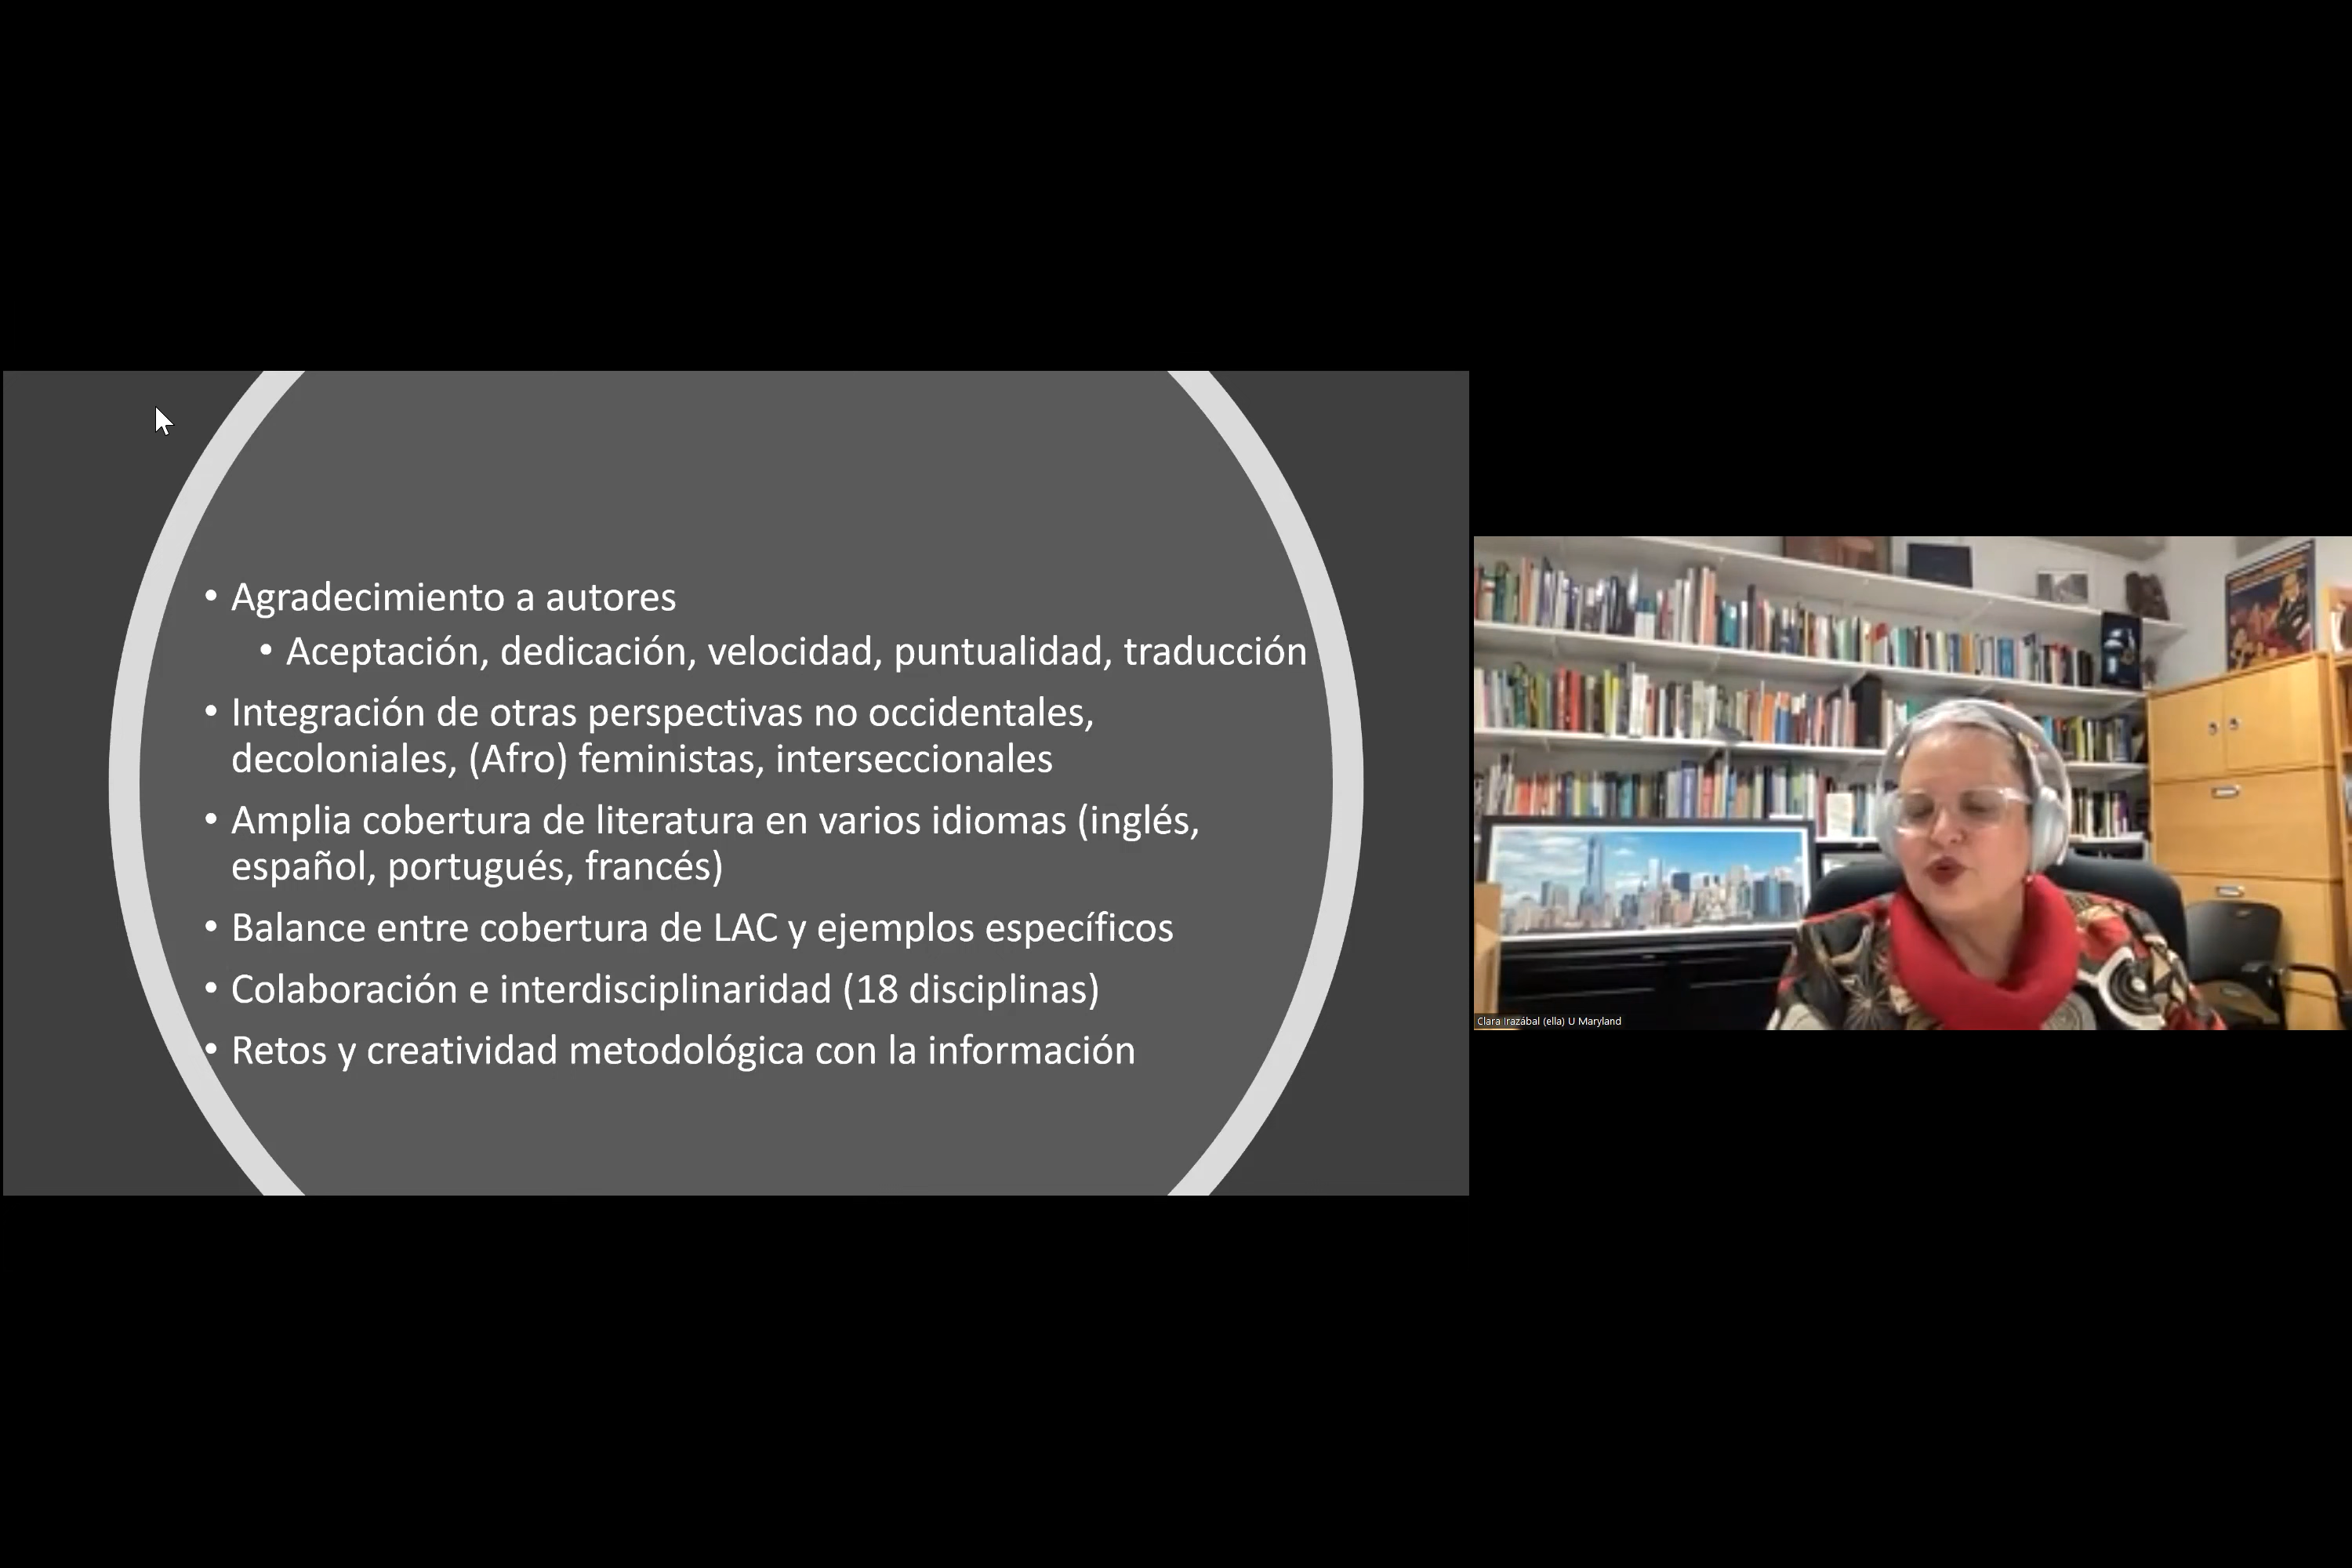 • Agradecimiento a autores
• Aceptación, dedicación, velocidad, puntualidad, traducción
• Integración de otras perspectivas no occidentales,
decoloniales, (Afro) feministas, interseccionales
• Amplia cobertura de literatura en varios idiomas (inglés,
español, portugués, francés)
• Balance entre cobertura de LAC y ejemplos específicos
• Colaboración e interdisciplinaridad (18 disciplinas)
• Retos y creatividad metodológica con la información
Clara Irazábal (ella) U Maryland